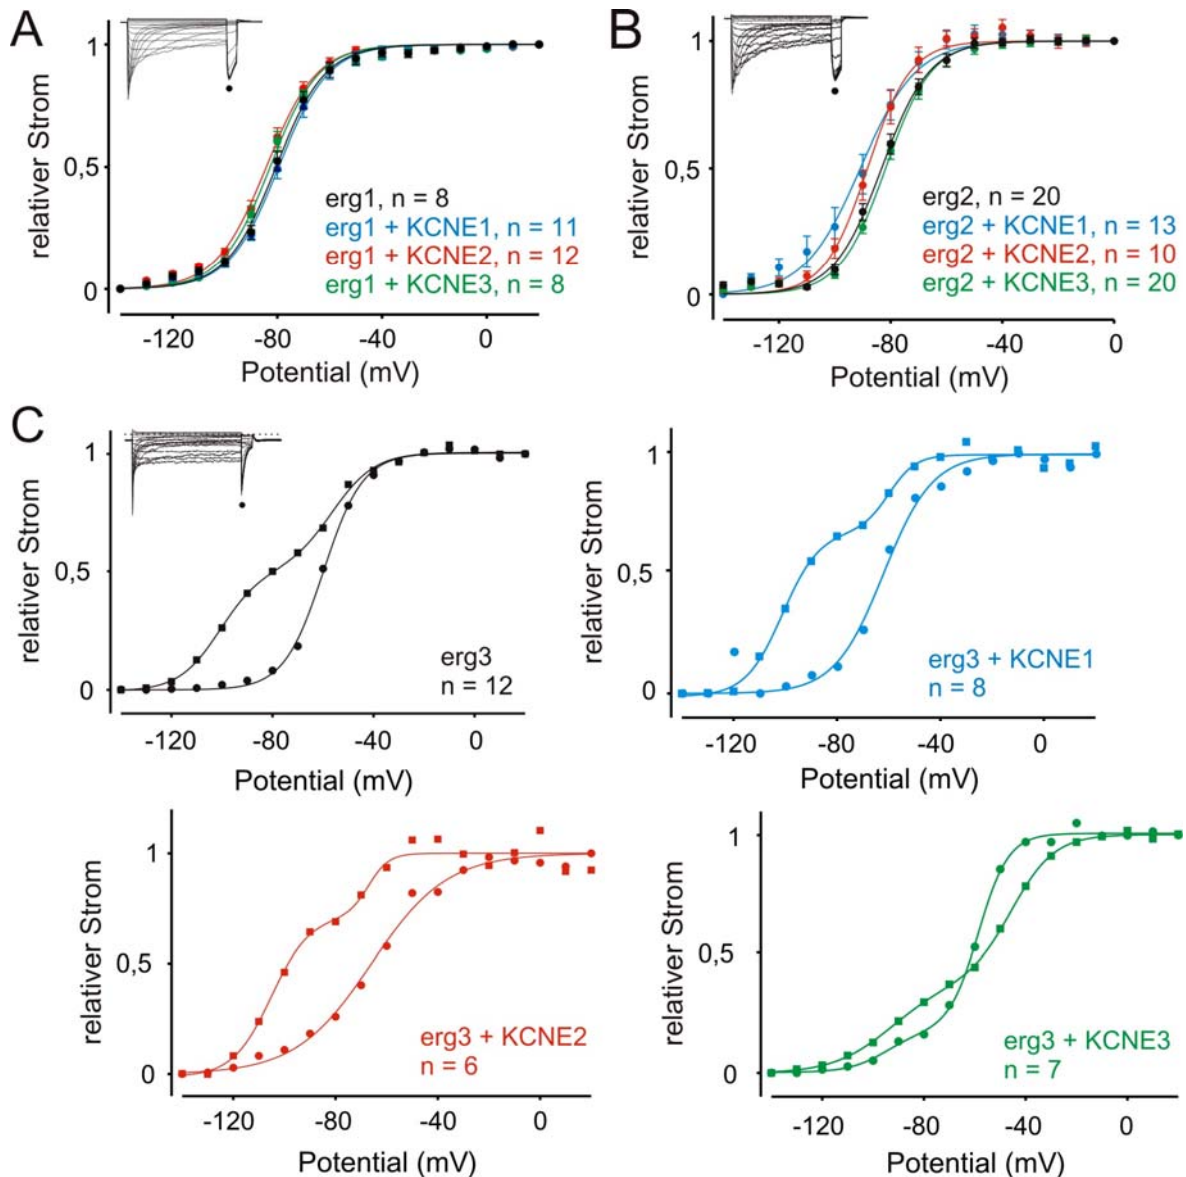 A
relativer Strom
1
0,5
0
erg1, n = 8
erg1 + KCNE1, n = 11
erg1 + KCNE2, n = 12
erg1 + KCNE3, n = 8
-120
-80
-40
0
Potential (mV)
B
relativer Strom
1
0,5
0
erg2, n = 20
erg2 + KCNE1, n = 13
erg2 + KCNE2, n = 10
erg2 + KCNE3, n = 20
-120
-80
-40
0
Potential (mV)
C
relativer Strom
1
0,5
0
erg3
n = 12
-120
-80
-40
0
Potential (mV)
relativer Strom
1
0,5
0
erg3 + KCNE1
n = 8
-120
-80
-40
0
Potential (mV)
relativer Strom
1
0,5
0
erg3 + KCNE2
n = 6
-120
-80
-40
0
Potential (mV)
relativer Strom
1
0,5
0
erg3 + KCNE3
n = 7
-120
-80
-40
0
Potential (mV)